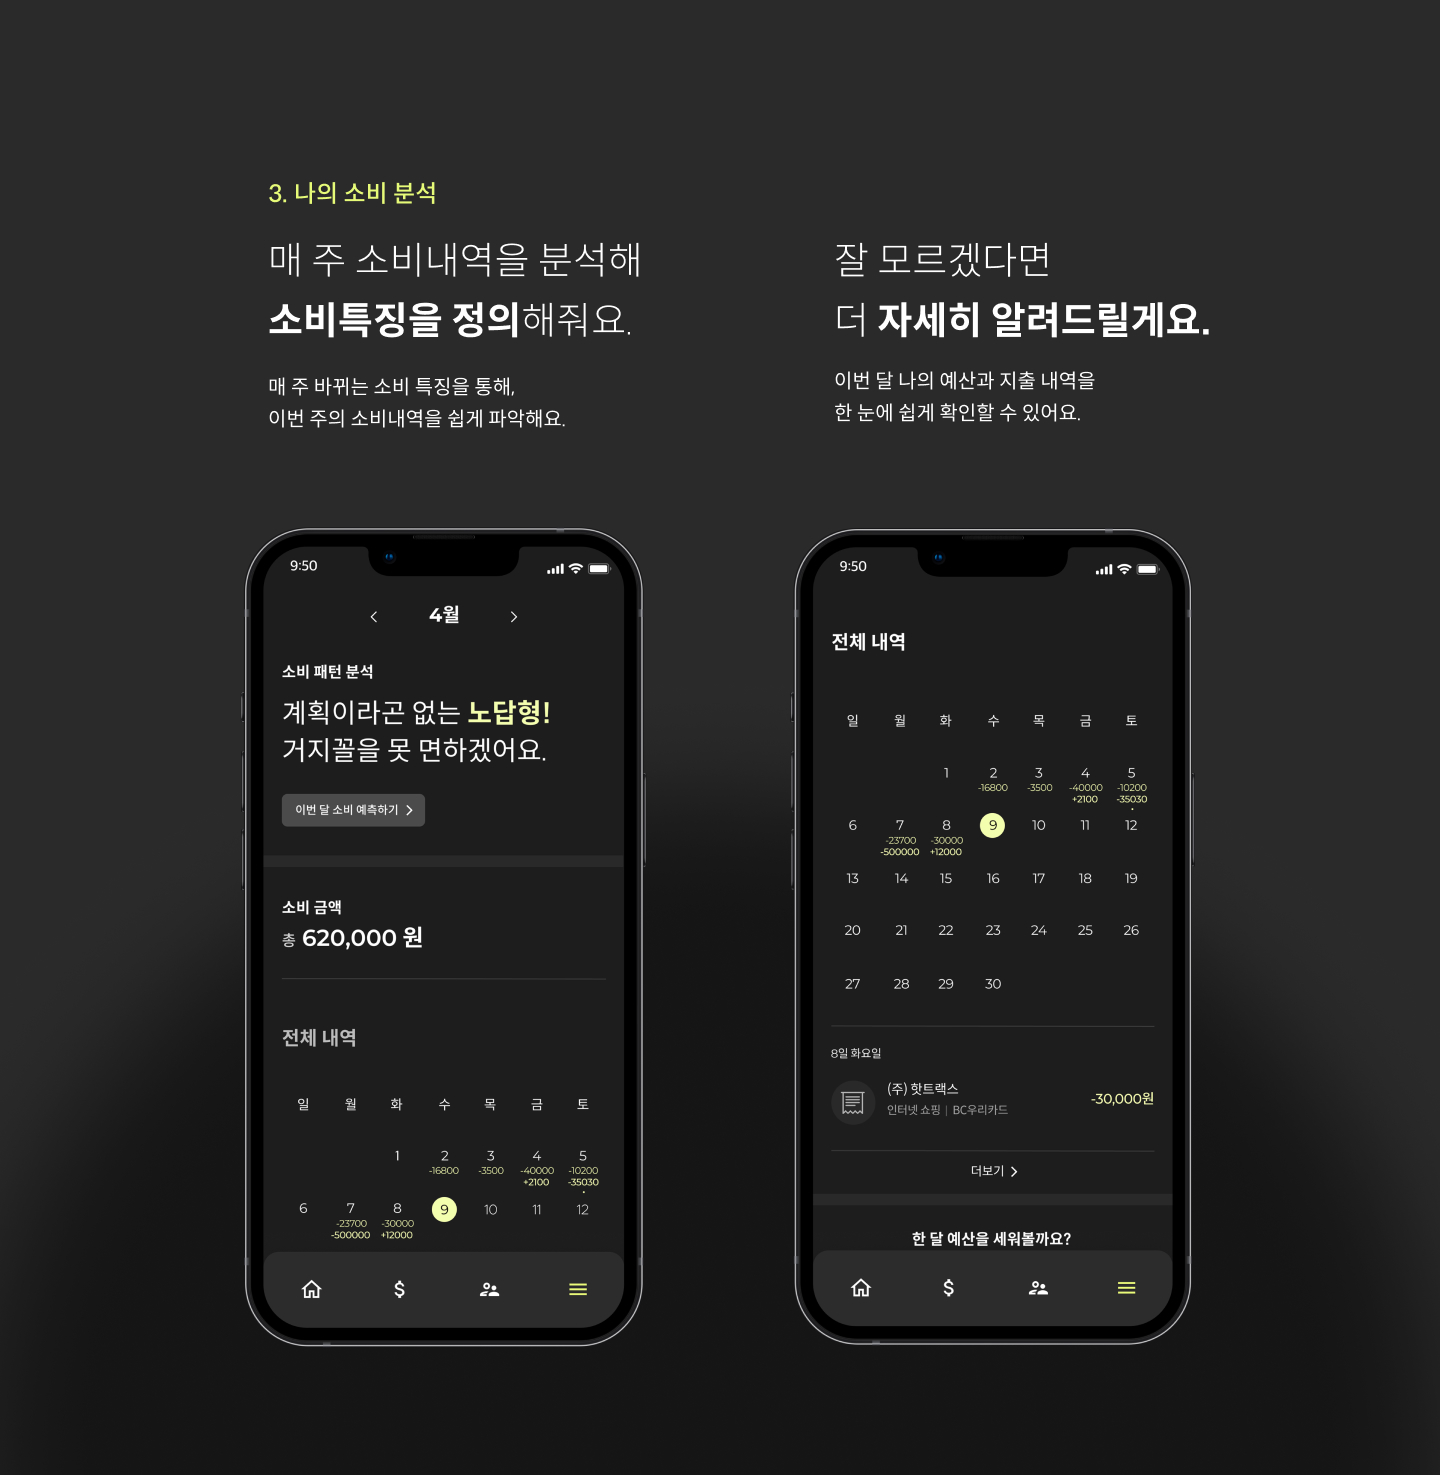 3. 나의 소비 분석
매 주 소비내역을 분석해
소비특징을 정의해줘요.
매 주 바뀌는 소비 특징을 통해,
이번 주의 소비내역을 쉽게 파악해요.
잘 모르겠다면
더 자세히 알려드릴게요.
이번 달 나의 예산과 지출 내역을
한 눈에 쉽게 확인할 수 있어요.
9:50
4월
소비 패턴 분석
계획이라곤 없는 노답형!
거지꼴을 못 면하겠어요.
이번 달 소비 예측하기
소비 금액
총 620,000 원
전체 내역
일 월 화 수 목 금 토
1 2 3 4 5
-16800 -3500 -40000 -10200
+2100 -35030
6 7 8 9 10 11 12
-23700 -30000
-500000 +12000
9:50
전체 내역
일 월 화 수 목 금 토
1 2 3 4 5
-16800 -3500 -40000 -10200
+2100 -35030
6 7 8 9 10 11 12
-23700 -30000
-500000 +12000
13 14 15 16 17 18 19
20 21 22 23 24 25 26
27 28 29 30
8일 화요일
(주) 핫트랙스
인터넷 쇼핑 | BC우리카드
-30,000원
더보기
한 달 예산을 세워볼까요?